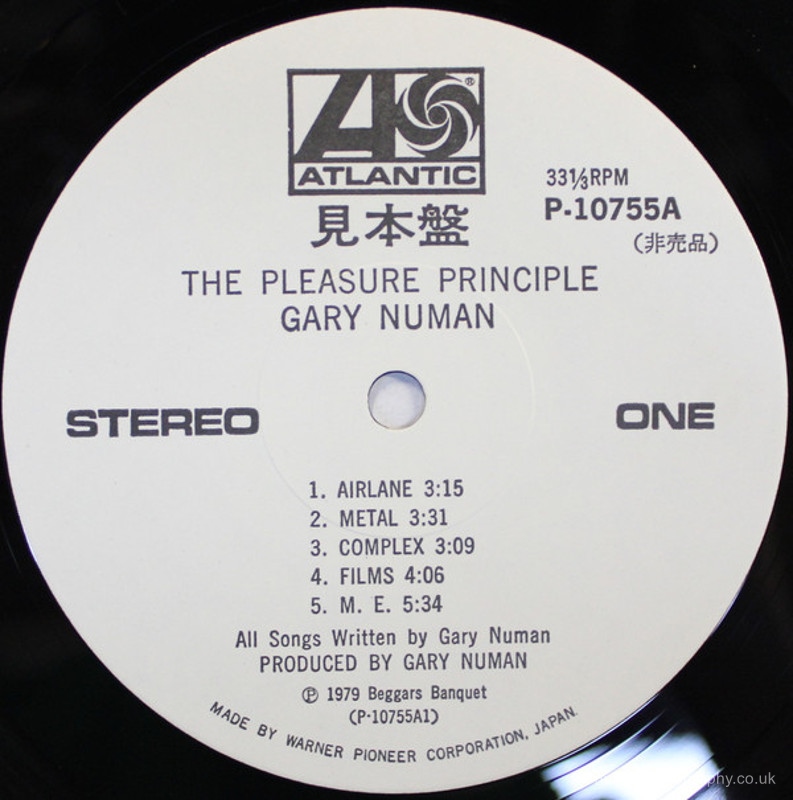 ATLANTIC
®
見本盤
33⅓RPM
P-10755A
(非売品)
THE PLEASURE PRINCIPLE
GARY NUMAN
STEREO
ONE
1. AIRLANE 3:15
2. METAL 3:31
3. COMPLEX 3:09
4. FILMS 4:06
5. M. E. 5:34
All Songs Written by Gary Numan
PRODUCED BY GARY NUMAN
℗ 1979 Beggars Banquet
(P-10755A1)
MADE BY WARNER PIONEER CORPORATION, JAPAN.